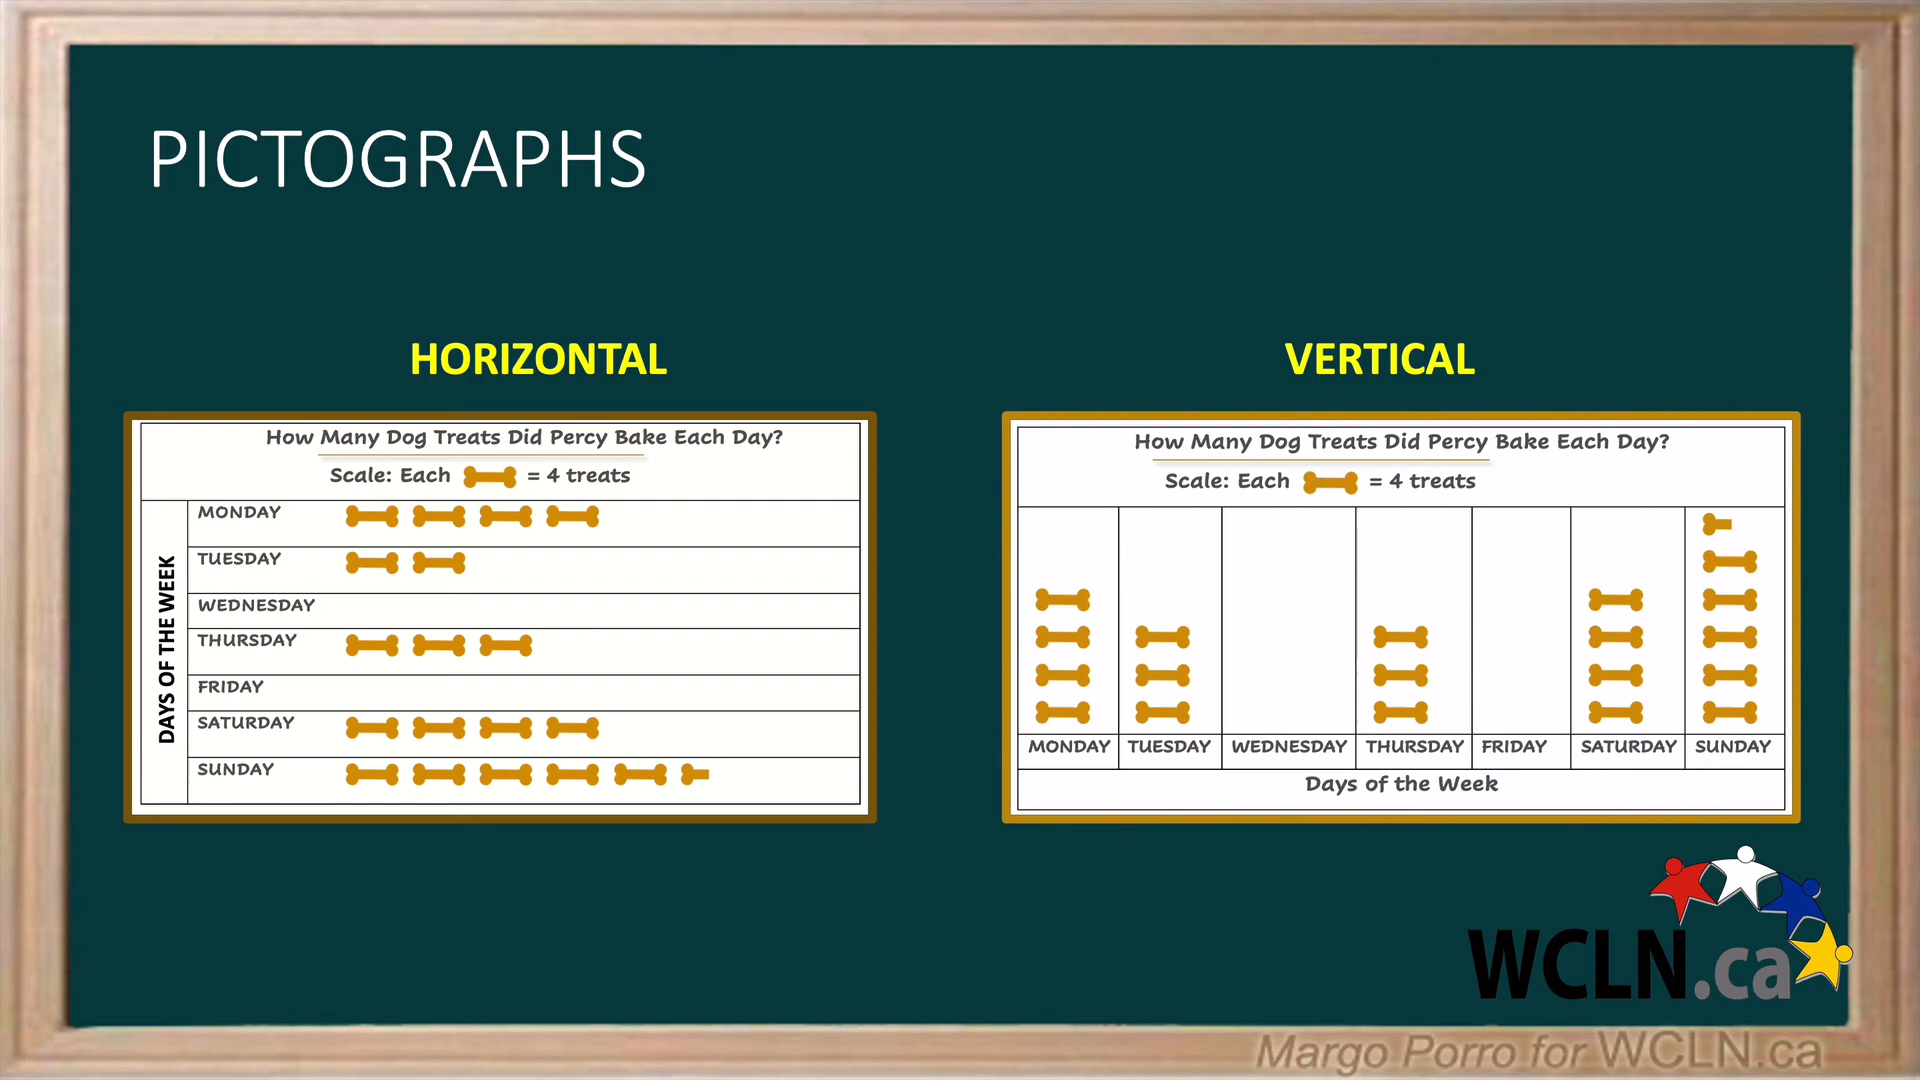 PICTOGRAPHS
HORIZONTAL
How Many Dog Treats Did Percy Bake Each Day?
Scale: Each = 4 treats
DAYS OF THE WEEK
MONDAY
TUESDAY
WEDNESDAY
THURSDAY
FRIDAY
SATURDAY
SUNDAY
VERTICAL
How Many Dog Treats Did Percy Bake Each Day?
Scale: Each = 4 treats
MONDAY TUESDAY WEDNESDAY THURSDAY FRIDAY SATURDAY SUNDAY
Days of the Week
WCLN.ca
Margo Porro for WCLN.ca